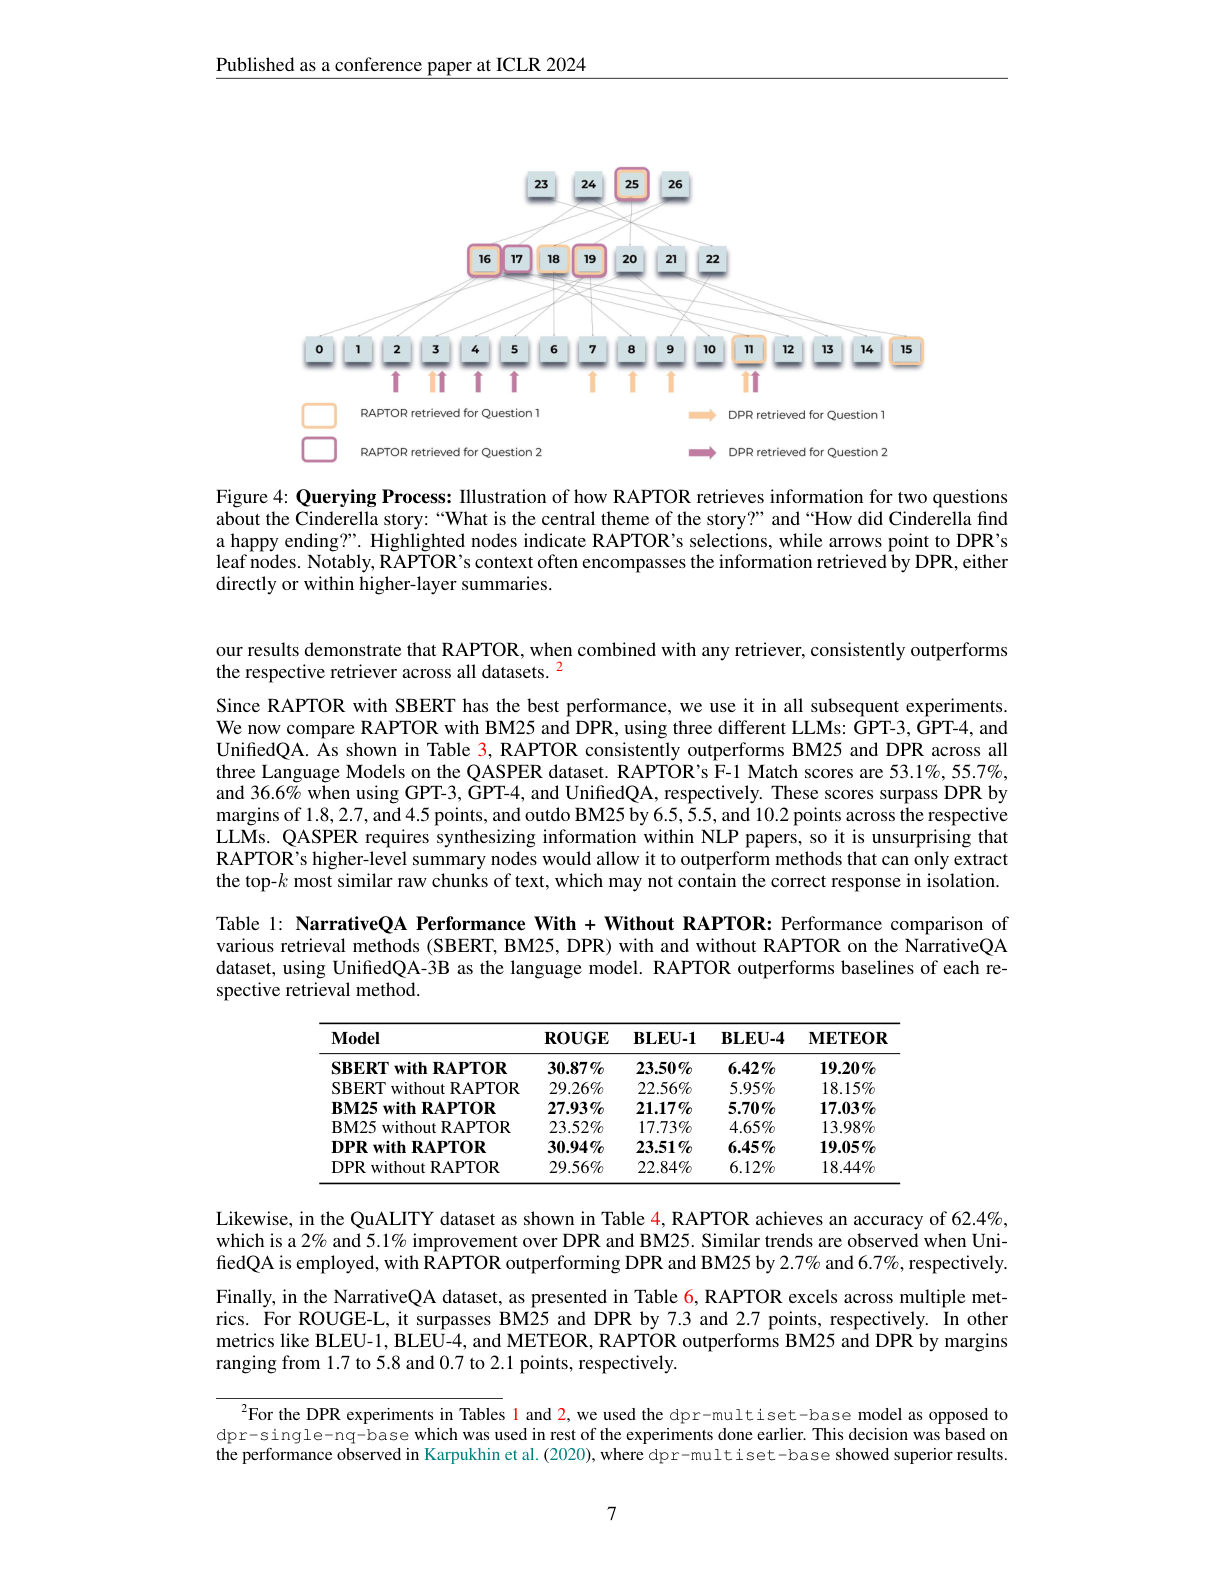 Published as a conference paper at ICLR 2024
23 24 25 26
16 17 18 19 20 21 22
0 1 2 3 4 5 6 7 8 9 10 11 12 13 14 15
RAPTOR retrieved for Question 1
DPR retrieved for Question 1
RAPTOR retrieved for Question 2
DPR retrieved for Question 2
Figure 4: Querying Process: Illustration of how RAPTOR retrieves information for two questions
about the Cinderella story: “What is the central theme of the story?” and “How did Cinderella find
a happy ending?”. Highlighted nodes indicate RAPTOR’s selections, while arrows point to DPR’s
leaf nodes. Notably, RAPTOR’s context often encompasses the information retrieved by DPR, either
directly or within higher-layer summaries.
our results demonstrate that RAPTOR, when combined with any retriever, consistently outperforms
the respective retriever across all datasets. 2
Since RAPTOR with SBERT has the best performance, we use it in all subsequent experiments.
We now compare RAPTOR with BM25 and DPR, using three different LLMs: GPT-3, GPT-4, and
UnifiedQA. As shown in Table 3, RAPTOR consistently outperforms BM25 and DPR across all
three Language Models on the QASPER dataset. RAPTOR’s F-1 Match scores are 53.1%, 55.7%,
and 36.6% when using GPT-3, GPT-4, and UnifiedQA, respectively. These scores surpass DPR by
margins of 1.8, 2.7, and 4.5 points, and outdo BM25 by 6.5, 5.5, and 10.2 points across the respective
LLMs. QASPER requires synthesizing information within NLP papers, so it is unsurprising that
RAPTOR’s higher-level summary nodes would allow it to outperform methods that can only extract
the top-k most similar raw chunks of text, which may not contain the correct response in isolation.
Table 1: NarrativeQA Performance With + Without RAPTOR: Performance comparison of
various retrieval methods (SBERT, BM25, DPR) with and without RAPTOR on the NarrativeQA
dataset, using UnifiedQA-3B as the language model. RAPTOR outperforms baselines of each re-
spective retrieval method.
Model ROUGE BLEU-1 BLEU-4 METEOR
SBERT with RAPTOR 30.87% 23.50% 6.42% 19.20%
SBERT without RAPTOR 29.26% 22.56% 5.95% 18.15%
BM25 with RAPTOR 27.93% 21.17% 5.70% 17.03%
BM25 without RAPTOR 23.52% 17.73% 4.65% 13.98%
DPR with RAPTOR 30.94% 23.51% 6.45% 19.05%
DPR without RAPTOR 29.56% 22.84% 6.12% 18.44%
Likewise, in the QuALITY dataset as shown in Table 4, RAPTOR achieves an accuracy of 62.4%,
which is a 2% and 5.1% improvement over DPR and BM25. Similar trends are observed when Uni-
fiedQA is employed, with RAPTOR outperforming DPR and BM25 by 2.7% and 6.7%, respectively.
Finally, in the NarrativeQA dataset, as presented in Table 6, RAPTOR excels across multiple met-
rics. For ROUGE-L, it surpasses BM25 and DPR by 7.3 and 2.7 points, respectively. In other
metrics like BLEU-1, BLEU-4, and METEOR, RAPTOR outperforms BM25 and DPR by margins
ranging from 1.7 to 5.8 and 0.7 to 2.1 points, respectively.
2For the DPR experiments in Tables 1 and 2, we used the dpr-multiset-base model as opposed to
dpr-single-nq-base which was used in rest of the experiments done earlier. This decision was based on
the performance observed in Karpukhin et al. (2020), where dpr-multiset-base showed superior results.
7